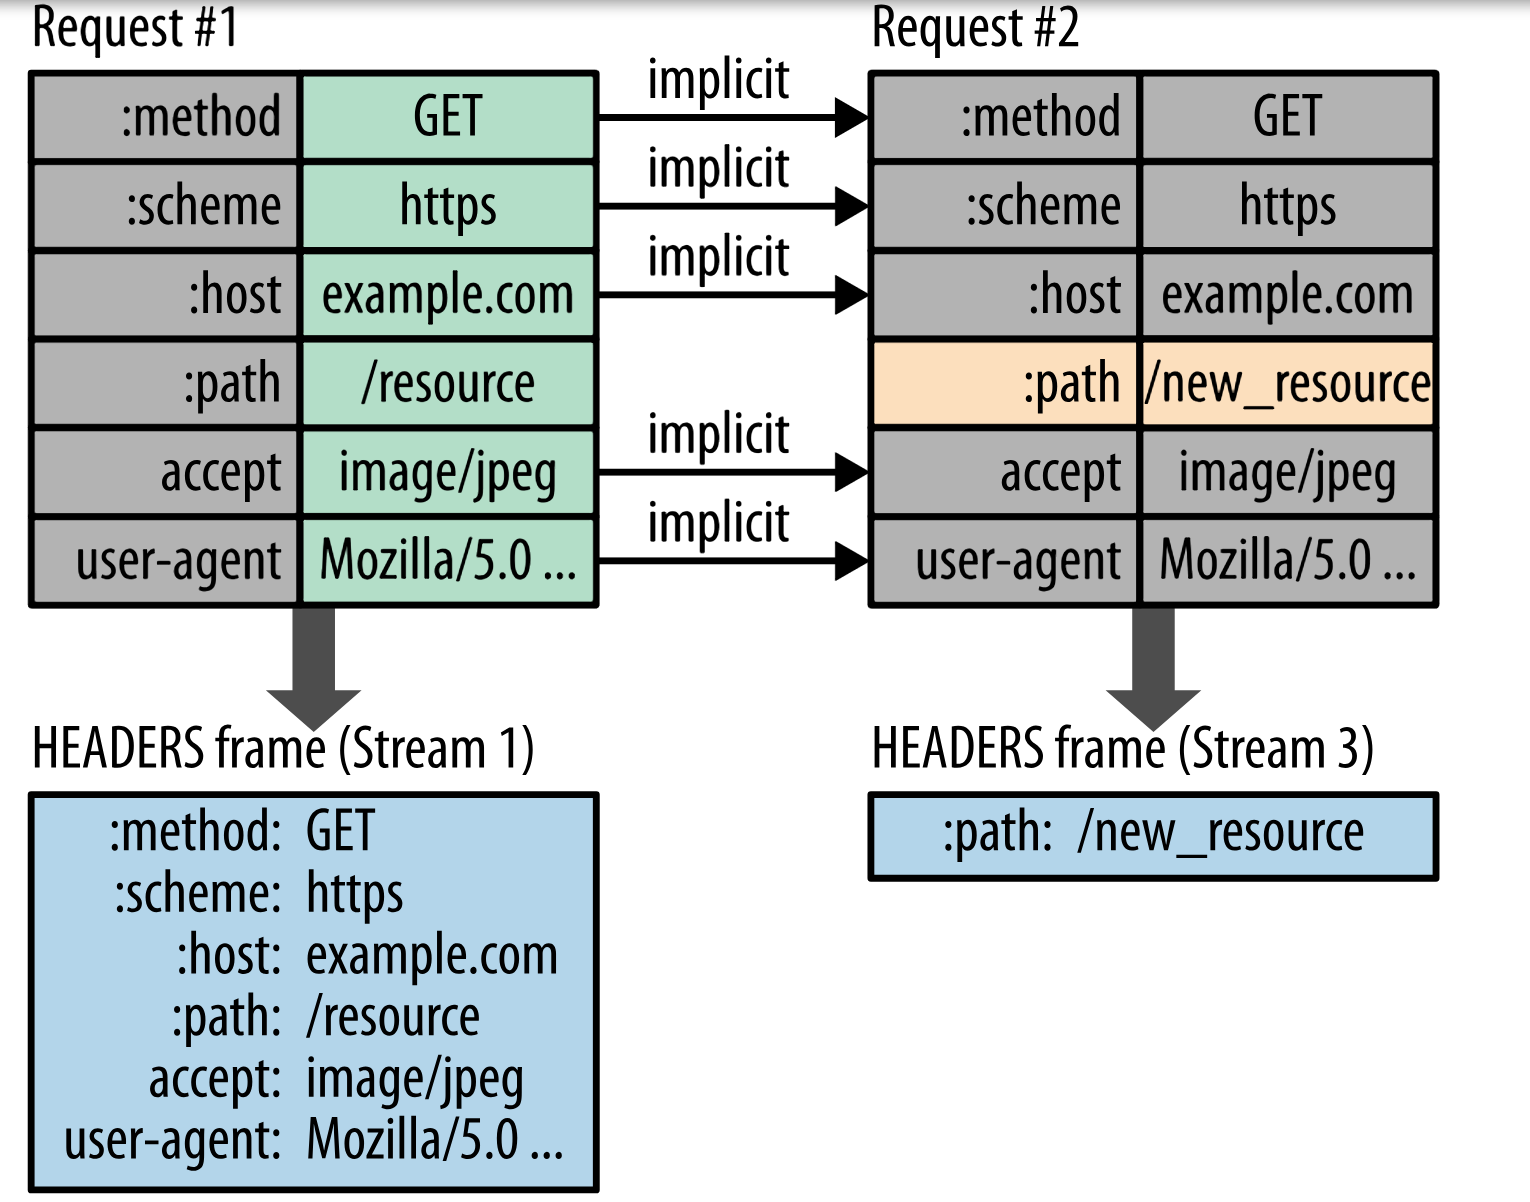 Request #1
:method GET
:scheme https
:host example.com
:path /resource
accept image/jpeg
user-agent Mozilla/5.0 ...
implicit
implicit
implicit
implicit
implicit
Request #2
:method GET
:scheme https
:host example.com
:path /new_resource
accept image/jpeg
user-agent Mozilla/5.0 ...
HEADERS frame (Stream 1)
:method: GET
:scheme: https
:host: example.com
:path: /resource
accept: image/jpeg
user-agent: Mozilla/5.0 ...
HEADERS frame (Stream 3)
:path: /new_resource